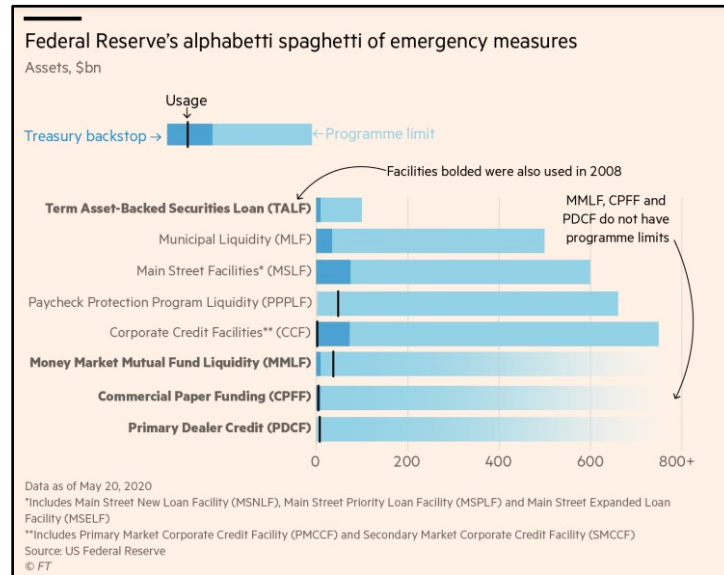 Federal Reserve’s alphabetti spaghetti of emergency measures
Assets, $bn
Usage
Treasury backstop→
←Programme limit
Facilities bolded were also used in 2008
MMLF, CPFF and
PDCF do not have
programme limits
Term Asset-Backed Securities Loan (TALF)
Municipal Liquidity (MLF)
Main Street Facilities* (MSLF)
Paycheck Protection Program Liquidity (PPPLF)
Corporate Credit Facilities** (CCF)
Money Market Mutual Fund Liquidity (MMLF)
Commercial Paper Funding (CPFF)
Primary Dealer Credit (PDCF)
0 200 400 600 800+
Data as of May 20, 2020
*Includes Main Street New Loan Facility (MSNLF), Main Street Priority Loan Facility (MSPLF) and Main Street Expanded Loan
Facility (MSELF)
**Includes Primary Market Corporate Credit Facility (PMCCF) and Secondary Market Corporate Credit Facility (SMCCF)
Source: US Federal Reserve
© FT